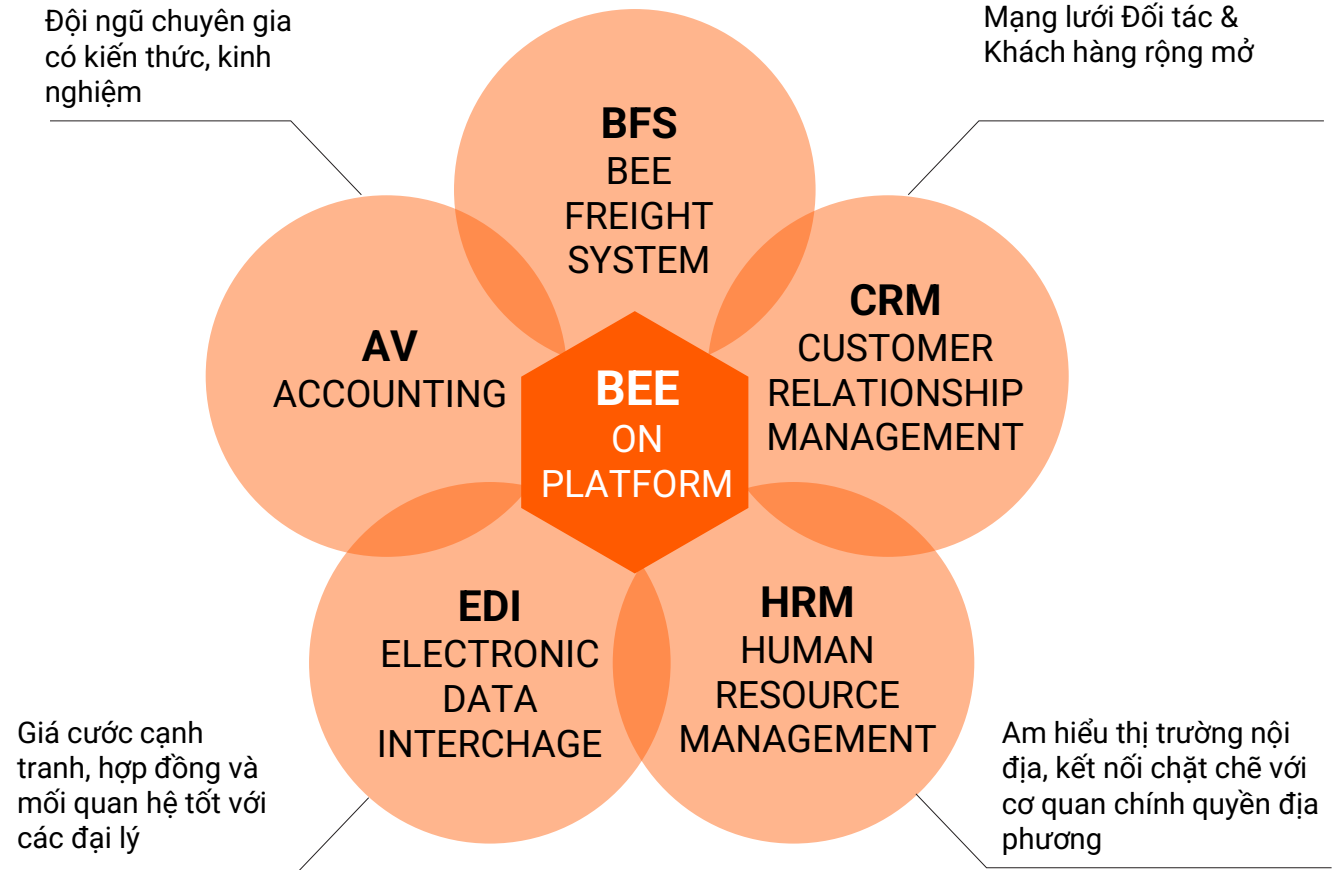 Đội ngũ chuyên gia
có kiến thức, kinh
nghiệm
Mạng lưới Đối tác &
Khách hàng rộng mở
BFS
BEE
FREIGHT
SYSTEM
AV
ACCOUNTING
CRM
CUSTOMER
RELATIONSHIP
MANAGEMENT
BEE
ON
PLATFORM
EDI
ELECTRONIC
DATA
INTERCHAGE
HRM
HUMAN
RESOURCE
MANAGEMENT
Giá cước cạnh
tranh, hợp đồng và
mối quan hệ tốt với
các đại lý
Am hiểu thị trường nội
địa, kết nối chặt chẽ với
cơ quan chính quyền địa
phương